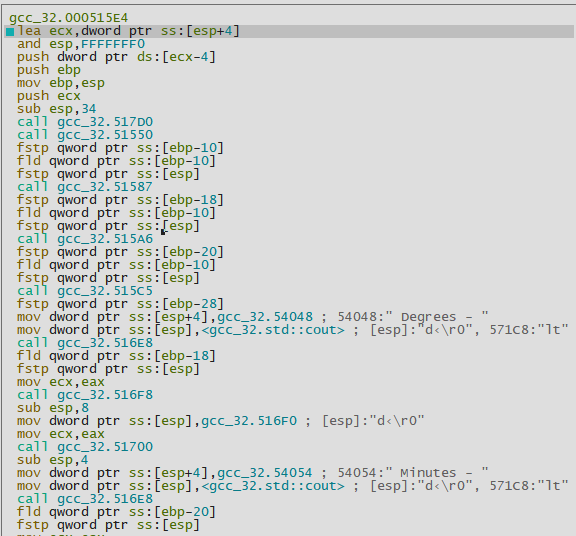 gcc_32.000515E4
lea ecx,dword ptr ss:[esp+4]
and esp,FFFFFFF0
push dword ptr ds:[ecx-4]
push ebp
mov ebp,esp
push ecx
sub esp,34
call gcc_32.517D0
call gcc_32.51550
fstp qword ptr ss:[ebp-10]
fld qword ptr ss:[ebp-10]
fstp qword ptr ss:[esp]
call gcc_32.51587
fstp qword ptr ss:[ebp-18]
fld qword ptr ss:[ebp-10]
fstp qword ptr ss:[esp]
call gcc_32.515A6
fstp qword ptr ss:[ebp-20]
fld qword ptr ss:[ebp-10]
fstp qword ptr ss:[esp]
call gcc_32.515C5
fstp qword ptr ss:[ebp-28]
mov dword ptr ss:[esp+4],gcc_32.54048 ; 54048:" Degrees - "
mov dword ptr ss:[esp],<gcc_32.std::cout> ; [esp]:"d‹\r0", 571C8:"lt"
call gcc_32.516E8
fld qword ptr ss:[ebp-18]
fstp qword ptr ss:[esp]
mov ecx,eax
call gcc_32.516F8
sub esp,8
mov dword ptr ss:[esp],gcc_32.516F0 ; [esp]:"d‹\r0"
mov ecx,eax
call gcc_32.51700
sub esp,4
mov dword ptr ss:[esp+4],gcc_32.54054 ; 54054:" Minutes - "
mov dword ptr ss:[esp],<gcc_32.std::cout> ; [esp]:"d‹\r0", 571C8:"lt"
call gcc_32.516E8
fld qword ptr ss:[ebp-20]
fstp qword ptr ss:[esp]